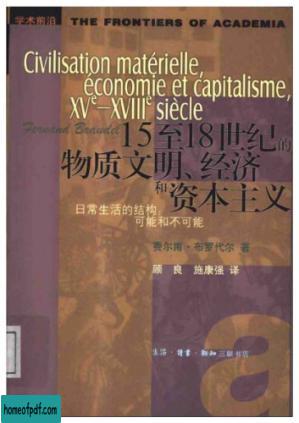 学术前沿 THE FRONTIERS OF ACADEMIA
Civilisation matérielle,
économie et capitalisme,
XVe-XVIIIe siècle
Fernand Braudel
15至18世纪的
物质文明、经济
和资本主义
日常生活的结构:
可能和不可能
费尔南·布罗代尔 著
顾 良 施康强 译
生活·读书·新知三联书店
a
homeofpdf.com